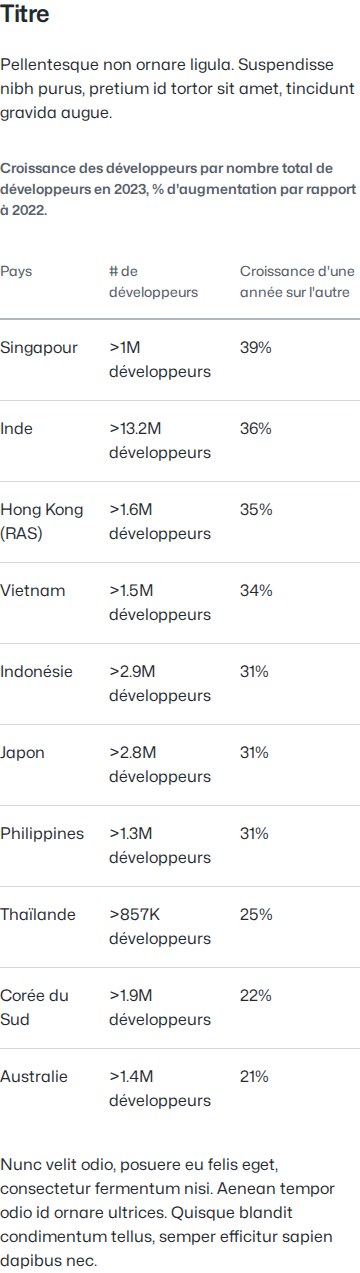 Titre
Pellentesque non ornare ligula. Suspendisse
nibh purus, pretium id tortor sit amet, tincidunt
gravida augue.
Croissance des développeurs par nombre total de
développeurs en 2023, % d'augmentation par rapport
à 2022.
Pays # de développeurs Croissance d'une année sur l'autre
Singapour >1M développeurs 39%
Inde >13.2M développeurs 36%
Hong Kong (RAS) >1.6M développeurs 35%
Vietnam >1.5M développeurs 34%
Indonésie >2.9M développeurs 31%
Japon >2.8M développeurs 31%
Philippines >1.3M développeurs 31%
Thaïlande >857K développeurs 25%
Corée du Sud >1.9M développeurs 22%
Australie >1.4M développeurs 21%
Nunc velit odio, posuere eu felis eget,
consectetur fermentum nisi. Aenean tempor
odio id ornare ultrices. Quisque blandit
condimentum tellus, semper efficitur sapien
dapibus nec.